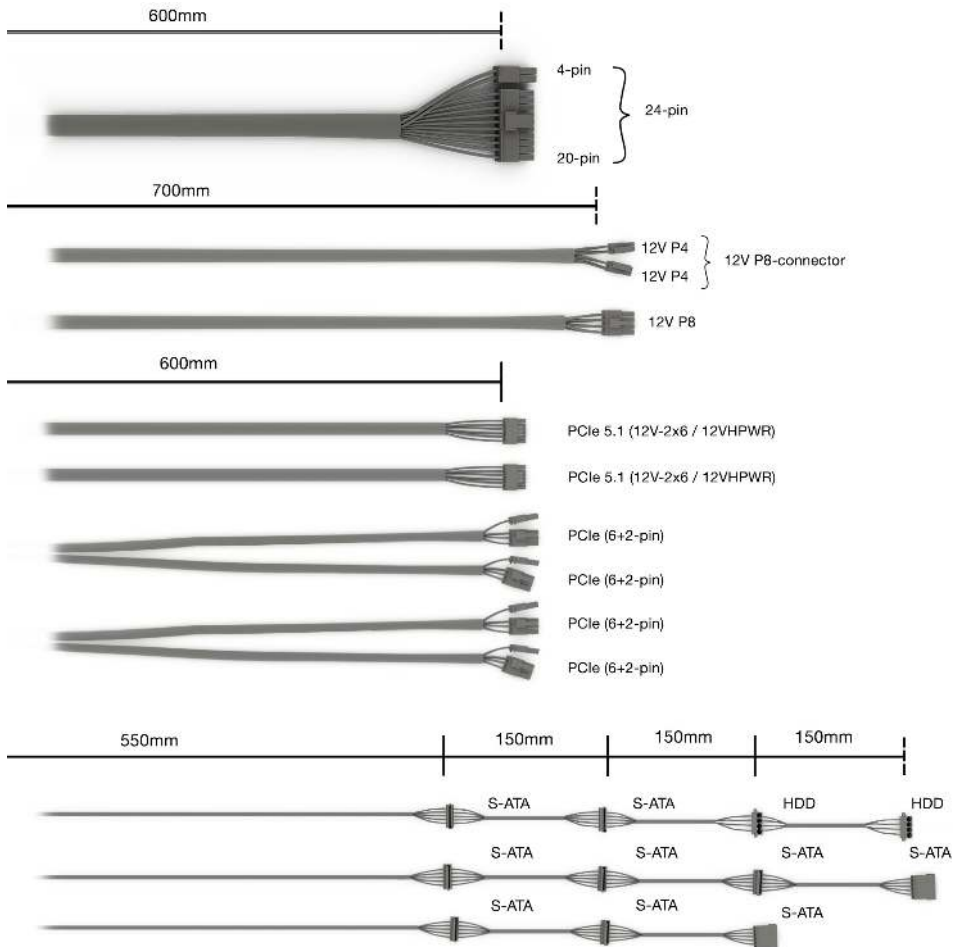 600mm
4-pin
24-pin
20-pin
700mm
12V P4
12V P4
12V P8-connector
12V P8
600mm
PCIe 5.1 (12V-2x6 / 12VHPWR)
PCIe 5.1 (12V-2x6 / 12VHPWR)
PCIe (6+2-pin)
PCIe (6+2-pin)
PCIe (6+2-pin)
PCIe (6+2-pin)
550mm 150mm 150mm 150mm
S-ATA S-ATA HDD HDD
S-ATA S-ATA S-ATA S-ATA
S-ATA S-ATA S-ATA